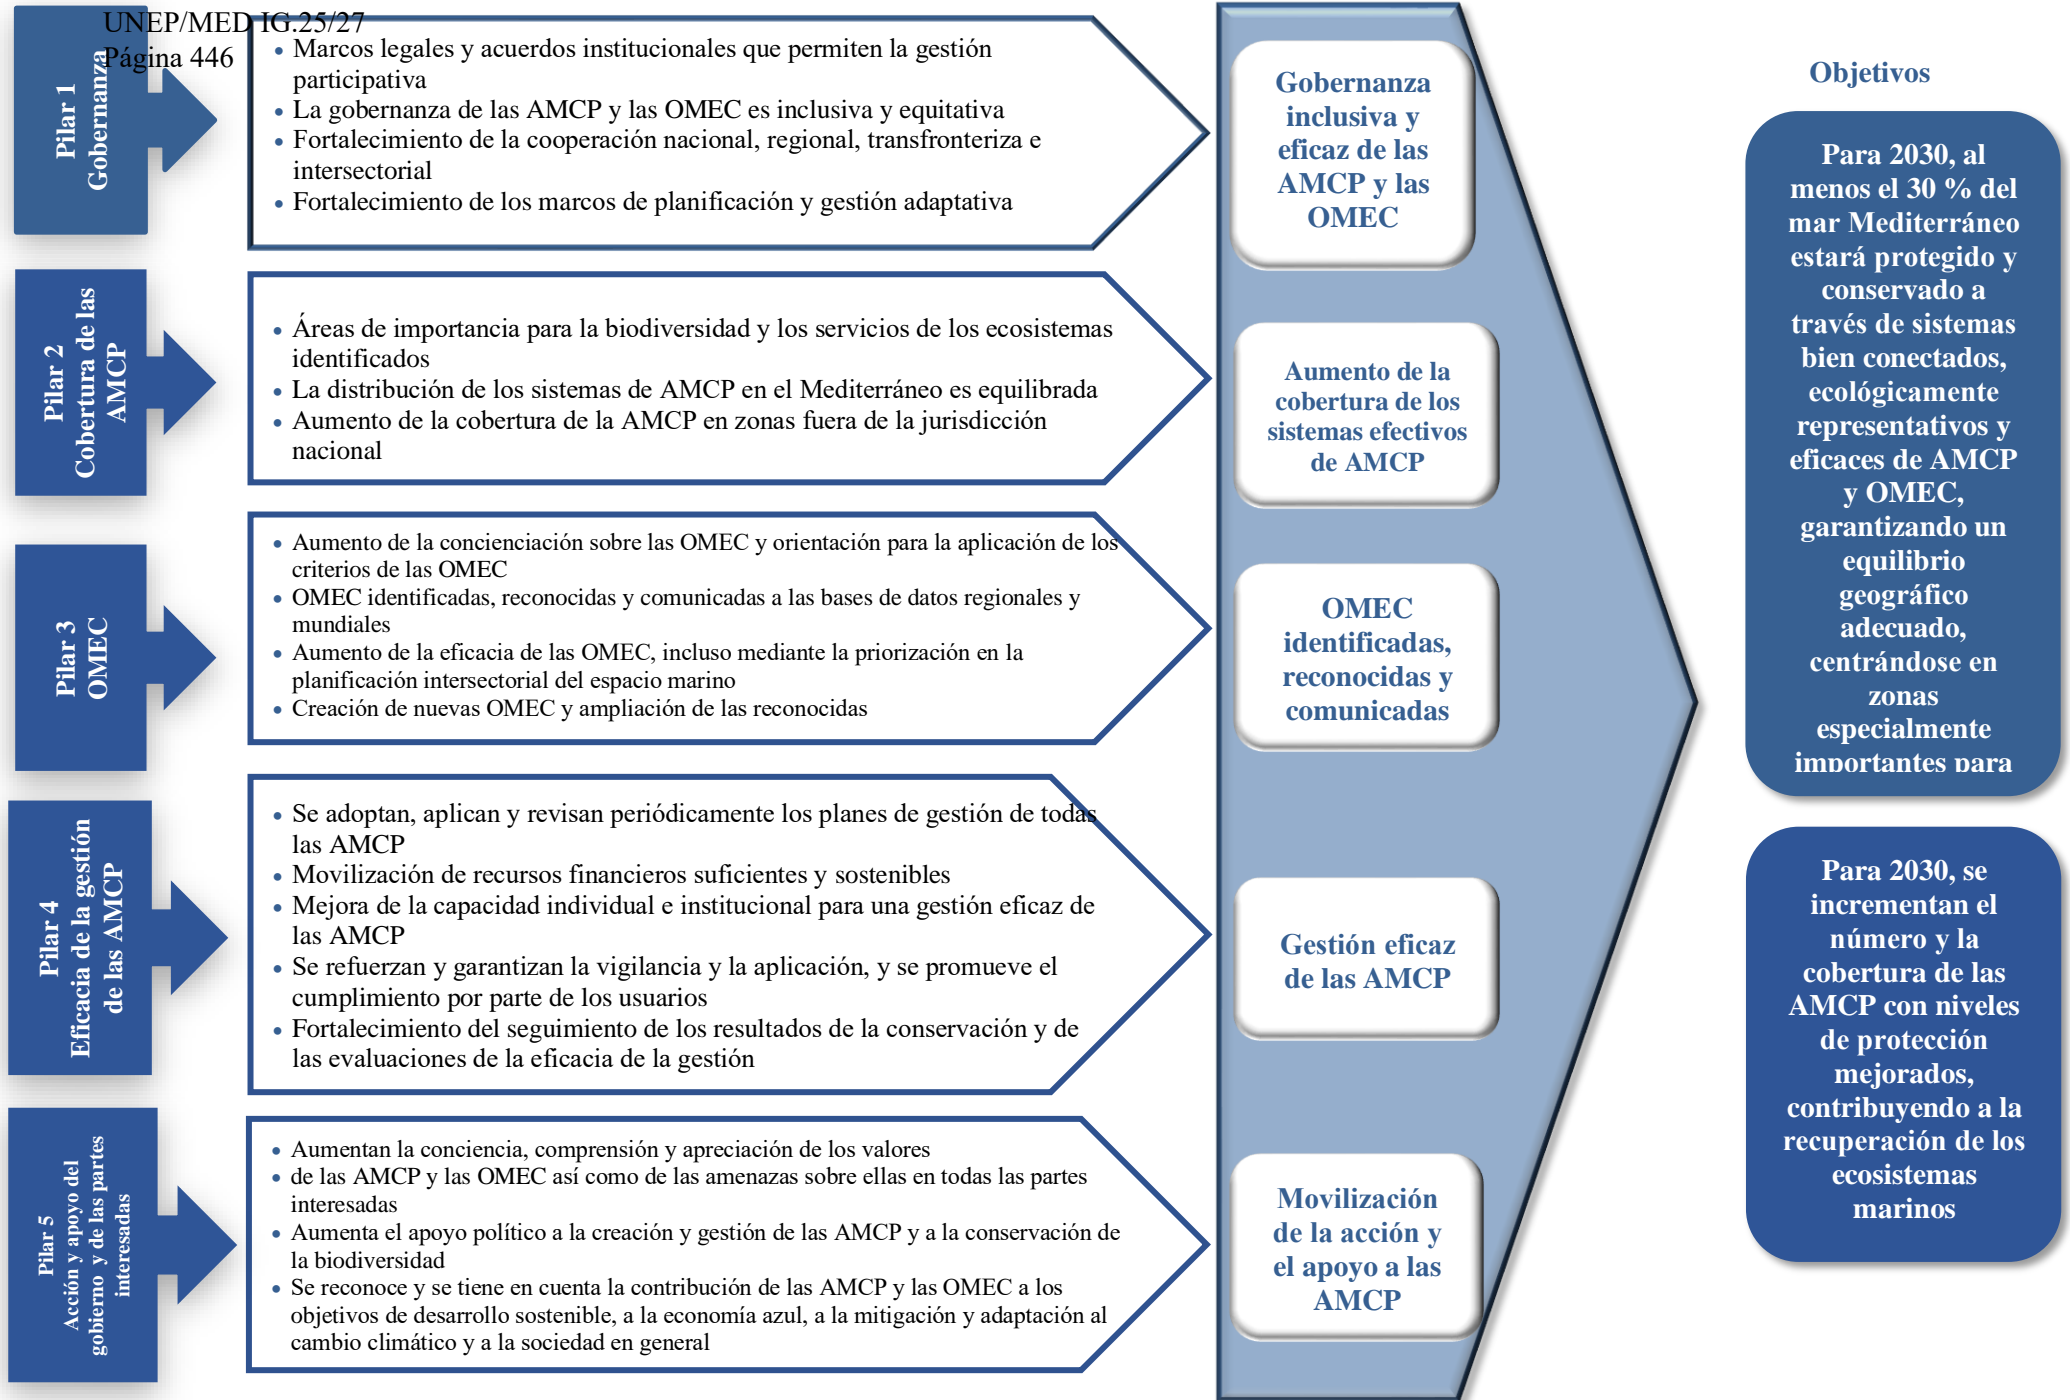 UNEP/MED IG.25/27
Página 446
Pilar 1
Gobernanza
• Marcos legales y acuerdos institucionales que permiten la gestión
participativa
• La gobernanza de las AMCP y las OMEC es inclusiva y equitativa
• Fortalecimiento de la cooperación nacional, regional, transfronteriza e
intersectorial
• Fortalecimiento de los marcos de planificación y gestión adaptativa
Gobernanza
inclusiva y
eficaz de las
AMCP y las
OMEC
Pilar 2
Cobertura de las
AMCP
• Áreas de importancia para la biodiversidad y los servicios de los ecosistemas
identificados
• La distribución de los sistemas de AMCP en el Mediterráneo es equilibrada
• Aumento de la cobertura de la AMCP en zonas fuera de la jurisdicción
nacional
Aumento de la
cobertura de los
sistemas efectivos
de AMCP
Pilar 3
OMEC
• Aumento de la concienciación sobre las OMEC y orientación para la aplicación de los
criterios de las OMEC
• OMEC identificadas, reconocidas y comunicadas a las bases de datos regionales y
mundiales
• Aumento de la eficacia de las OMEC, incluso mediante la priorización en la
planificación intersectorial del espacio marino
• Creación de nuevas OMEC y ampliación de las reconocidas
OMEC
identificadas,
reconocidas y
comunicadas
Pilar 4
Eficacia de la gestión
de las AMCP
• Se adoptan, aplican y revisan periódicamente los planes de gestión de todas
las AMCP
• Movilización de recursos financieros suficientes y sostenibles
• Mejora de la capacidad individual e institucional para una gestión eficaz de
las AMCP
• Se refuerzan y garantizan la vigilancia y la aplicación, y se promueve el
cumplimiento por parte de los usuarios
• Fortalecimiento del seguimiento de los resultados de la conservación y de
las evaluaciones de la eficacia de la gestión
Gestión eficaz
de las AMCP
Pilar 5
Acción y apoyo del
gobierno y de las partes
interesadas
• Aumentan la conciencia, comprensión y apreciación de los valores
• de las AMCP y las OMEC así como de las amenazas sobre ellas en todas las partes
interesadas
• Aumenta el apoyo político a la creación y gestión de las AMCP y a la conservación de
la biodiversidad
• Se reconoce y se tiene en cuenta la contribución de las AMCP y las OMEC a los
objetivos de desarrollo sostenible, a la economía azul, a la mitigación y adaptación al
cambio climático y a la sociedad en general
Movilización
de la acción y
el apoyo a las
AMCP
Objetivos
Para 2030, al
menos el 30 % del
mar Mediterráneo
estará protegido y
conservado a
través de sistemas
bien conectados,
ecológicamente
representativos y
eficaces de AMCP
y OMEC,
garantizando un
equilibrio
geográfico
adecuado,
centrándose en
zonas
especialmente
importantes para
Para 2030, se
incrementan el
número y la
cobertura de las
AMCP con niveles
de protección
mejorados,
contribuyendo a la
recuperación de los
ecosistemas
marinos